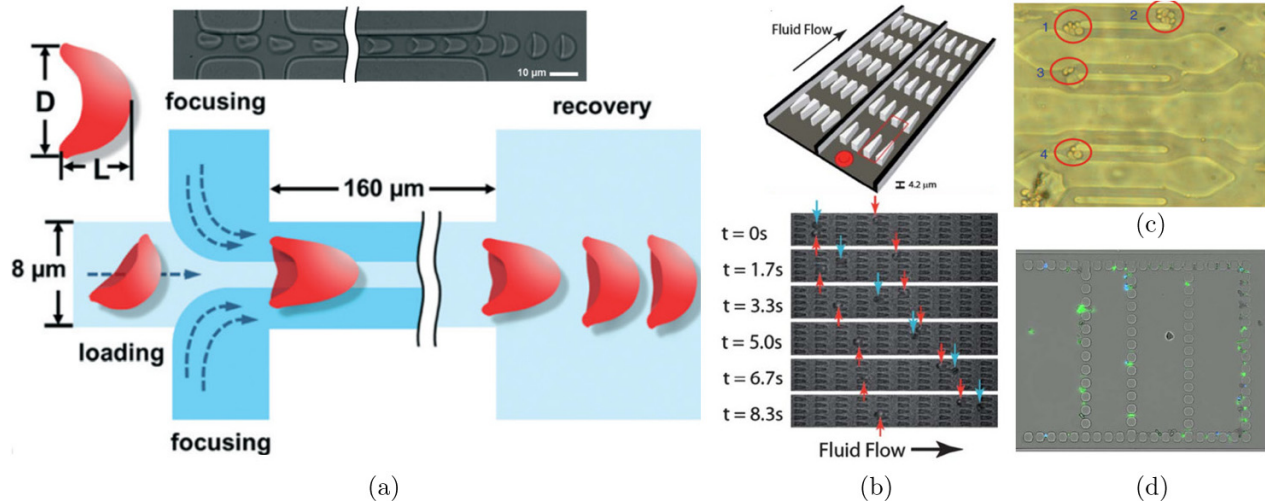 10 µm
focusing
recovery
D
L
160 µm
8 µm
loading
focusing
(a)
Fluid Flow
4.2 µm
t = 0s
t = 1.7s
t = 3.3s
t = 5.0s
t = 6.7s
t = 8.3s
Fluid Flow
(b)
1
2
3
4
(c)
(d)